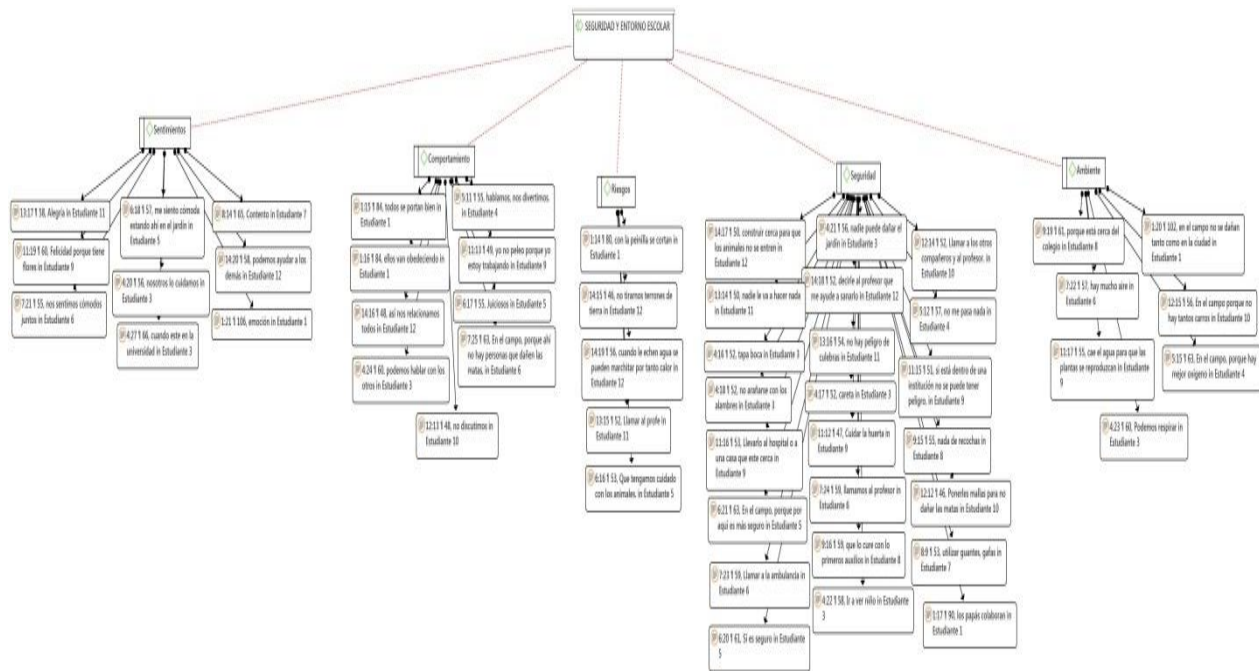 SEGURIDAD Y ENTORNO ESCOLAR
Sentimientos
13:17 ¶ 58, Alegría in Estudiante 11
11:19 ¶ 60, Felicidad porque tiene
flores in Estudiante 9
7:21 ¶ 55, nos sentimos cómodos
juntos in Estudiante 6
6:18 ¶ 57, me siento cómoda
estando ahí en el jardín in
Estudiante 5
4:20 ¶ 56, nosotros lo cuidamos in
Estudiante 3
4:27 ¶ 66, cuando este en la
universidad in Estudiante 3
8:14 ¶ 65, Contento in Estudiante 7
14:20 ¶ 58, podemos ayudar a los
demás in Estudiante 12
1:21 ¶ 106, emoción in Estudiante 1
Comportamiento
1:15 ¶ 84, todos se portan bien in
Estudiante 1
1:16 ¶ 84, ellos van obedeciendo in
Estudiante 1
14:16 ¶ 48, así nos relacionamos
todos in Estudiante 12
4:24 ¶ 60, podemos hablar con los
otros in Estudiante 3
5:11 ¶ 55, hablamos, nos divertimos, in
Estudiante 4
11:13 ¶ 49, yo no peleo porque yo
estoy trabajando in Estudiante 9
6:17 ¶ 55, Juiciosos in Estudiante 5
7:25 ¶ 63, En el campo, porque ahí
no hay personas que dañen las
matas. in Estudiante 6
12:13 ¶ 48, no discutimos in
Estudiante 10
Riesgos
1:14 ¶ 80, con la peinilla se cortan in
Estudiante 1
14:15 ¶ 46, no tirarnos terrones de
tierra in Estudiante 12
14:19 ¶ 56, cuando le echen agua se
pueden marchitar por tanto calor in
Estudiante 12
13:15 ¶ 52, Llamar al profe in
Estudiante 11
6:16 ¶ 53, Que tengamos cuidado
con los animales. in Estudiante 5
Seguridad
14:17 ¶ 50, construir cerca para que
los animales no se entren in
Estudiante 12
13:14 ¶ 50, nadie le va a hacer nada
in Estudiante 11
4:16 ¶ 52, tapa boca in Estudiante 3
4:18 ¶ 52, no arañarse con los
alambres in Estudiante 3
11:16 ¶ 53, Llevarlo al hospital o a
una casa que este cerca in
Estudiante 9
6:21 ¶ 63, En el campo, porque por
aquí es más seguro in Estudiante 5
7:23 ¶ 59, Llamar a la ambulancia in
Estudiante 6
6:20 ¶ 61, Si es seguro in Estudiante
5
4:21 ¶ 56, nadie puede dañar el
jardín in Estudiante 3
14:18 ¶ 52, decirle al profesor que
me ayude a sanarlo in Estudiante 12
13:16 ¶ 54, no hay peligro de
culebras in Estudiante 11
4:17 ¶ 52, careta in Estudiante 3
11:12 ¶ 47, Cuidar la huerta in
Estudiante 9
7:24 ¶ 59, llamamos al profesor in
Estudiante 6
9:16 ¶ 59, que lo cure con lo
primeros auxilios in Estudiante 8
4:22 ¶ 58, Ir a ver niño in Estudiante
3
12:14 ¶ 52, Llamar a los otros
compañeros y al profesor. in
Estudiante 10
5:12 ¶ 57, no me pasa nada in
Estudiante 4
11:15 ¶ 51, si está dentro de una
institución no se puede tener
peligro. in Estudiante 9
9:15 ¶ 55, nada de recochas in
Estudiante 8
12:12 ¶ 46, Ponerles mallas para no
dañar las matas in Estudiante 10
8:9 ¶ 53, utilizar guantes, gafas in
Estudiante 7
1:17 ¶ 90, los papás colaboran in
Estudiante 1
Ambiente
9:19 ¶ 61, porque está cerca del
colegio in Estudiante 8
7:22 ¶ 57, hay mucho aire in
Estudiante 6
11:17 ¶ 55, cae el agua para que las
plantas se reproduzcan in Estudiante
9
4:23 ¶ 60, Podemos respirar in
Estudiante 3
1:20 ¶ 102, en el campo no se dañan
tanto como en la ciudad in
Estudiante 1
12:15 ¶ 56, En el campo porque no
hay tantos carros in Estudiante 10
5:15 ¶ 63, En el campo, porque hay
mejor oxígeno in Estudiante 4